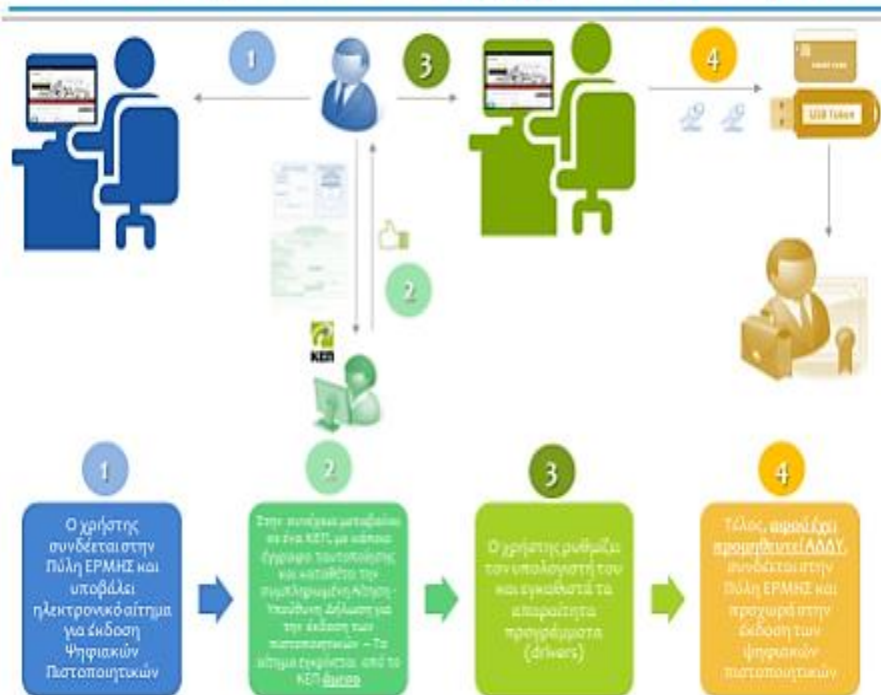 1
3
4
USB Token
2
ΚΕΠ
1
2
3
4
Ο χρήστης
συνδέεται στην
Πύλη ΕΡΜΗΣ και
υποβάλει
ηλεκτρονικό αίτημα
για έκδοση
Ψηφιακών
Πιστοποιητικών
Στην συνέχεια μεταβαίνει
σε ένα ΚΕΠ, με κάποιο
έγγραφο ταυτοποίησης
και καταθέτει την
συμπληρωμένη Αίτηση -
Υπεύθυνη Δήλωση για
την έκδοση των
πιστοποιητικών – Το
αίτημα εγκρίνεται από το
ΚΕΠ άμεσα
Ο χρήστης ρυθμίζει
τον υπολογιστή του
και εγκαθιστά τα
απαραίτητα
προγράμματα
(drivers)
Τέλος, αφού έχει
προμηθευτεί ΑΔΔΥ,
συνδέεται στην
Πύλη ΕΡΜΗΣ και
προχωρά στην
έκδοση των
ψηφιακών
πιστοποιητικών